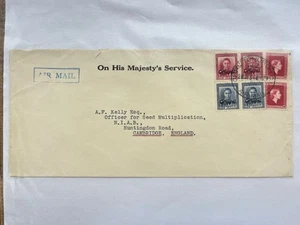 On His Majesty's Service.
AIR MAIL
A.F. Kelly Esq.,
Officer for Seed Multiplication,
N.I.A.B.,
Huntingdon Road,
CAMBRIDGE, ENGLAND.